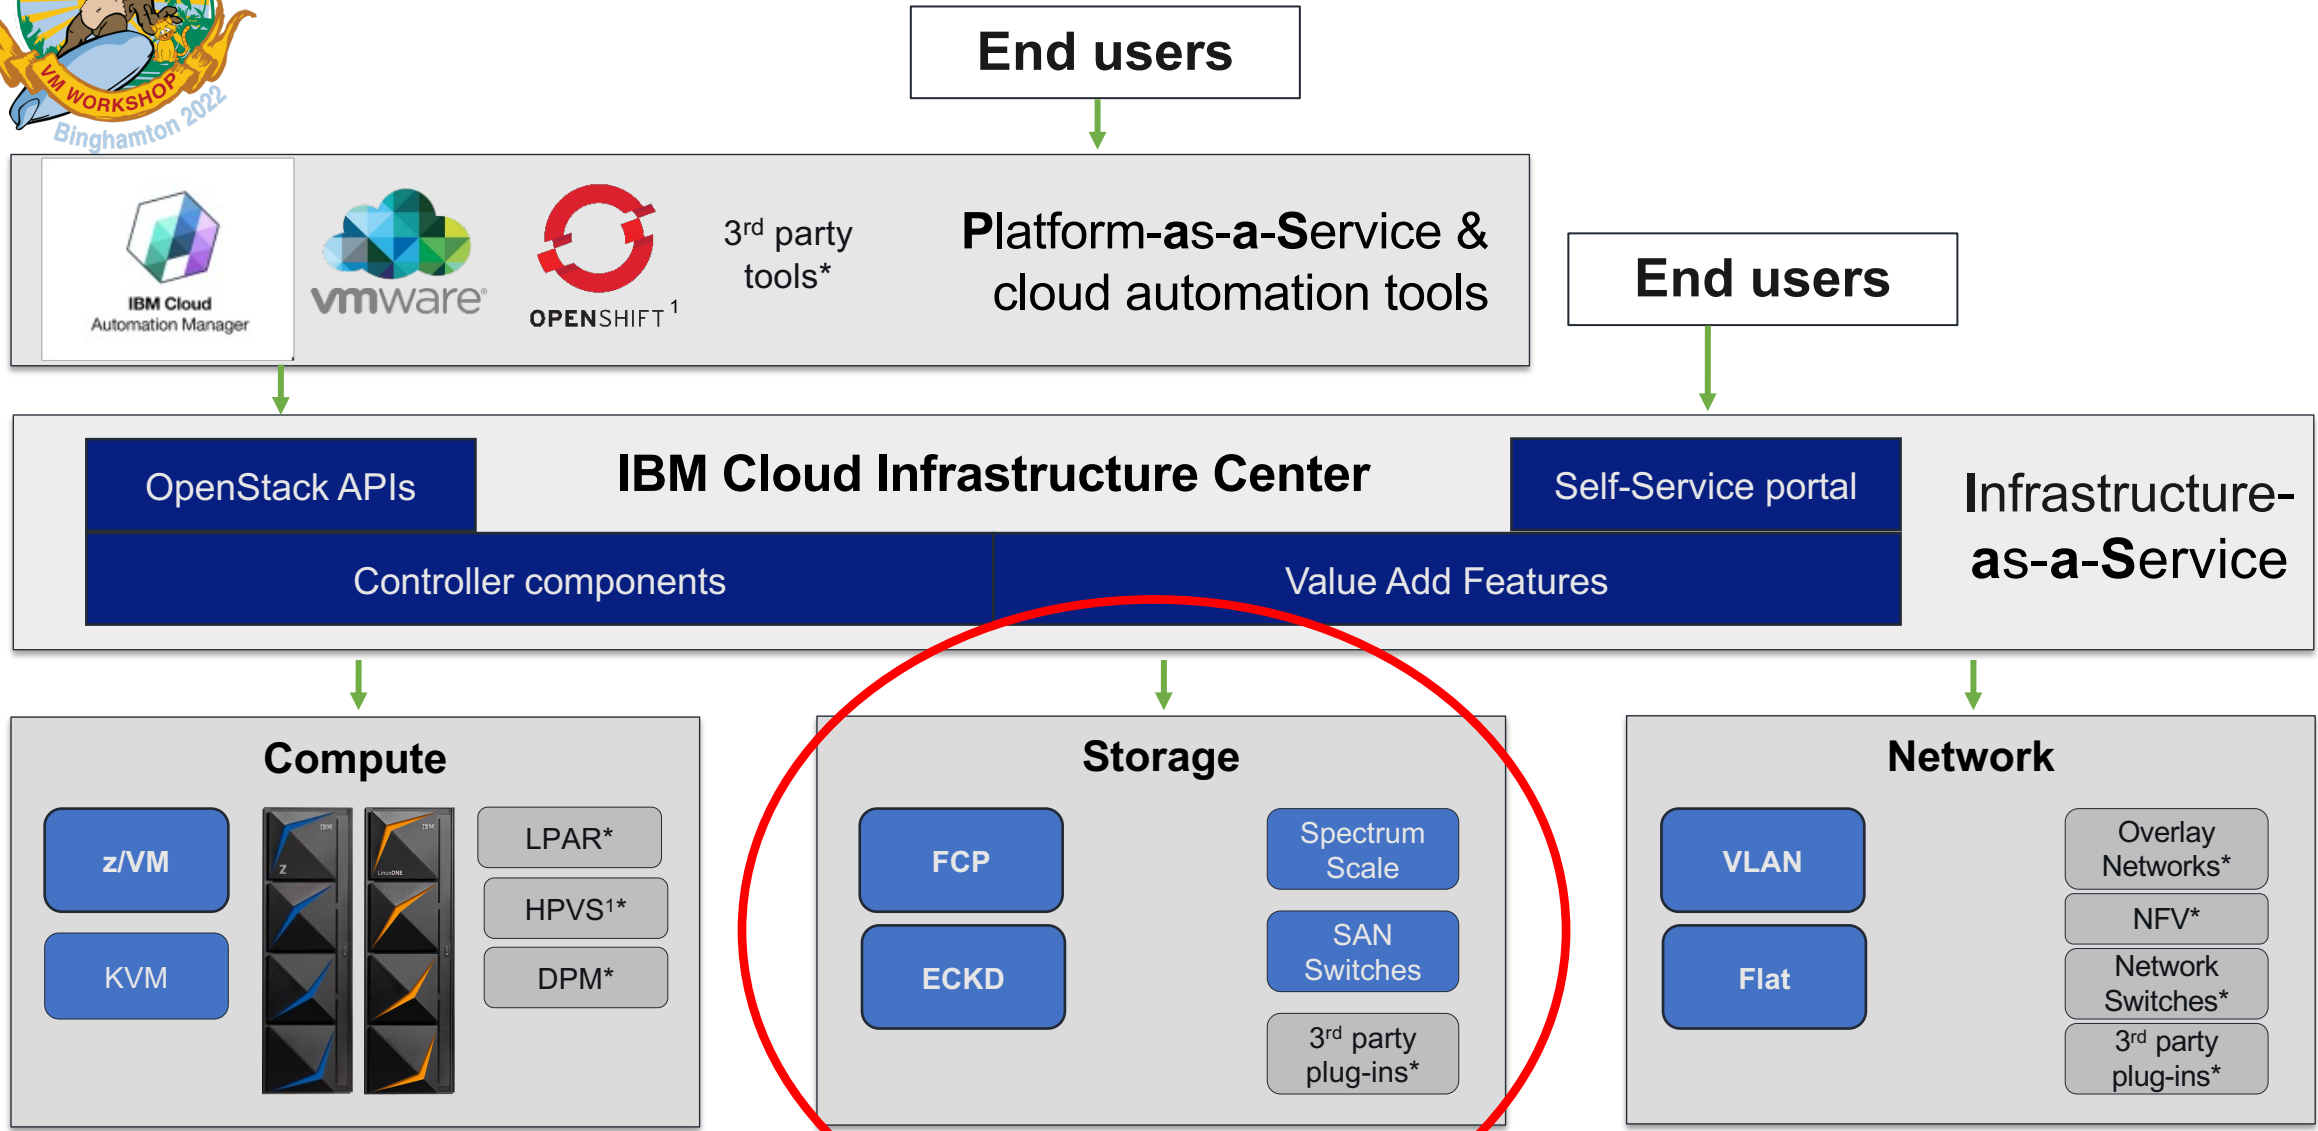 VM WORKSHOP
Binghamton 2022
End users
IBM Cloud
Automation Manager
vmware®
OPENSHIFT 1
3rd party
tools*
Platform-as-a-Service &
cloud automation tools
End users
OpenStack APIs
IBM Cloud Infrastructure Center
Self-Service portal
Infrastructure-
as-a-Service
Controller components
Value Add Features
Compute
z/VM
KVM
IBM
Z
IBM
LinuxONE
LPAR*
HPVS1*
DPM*
Storage
FCP
ECKD
Spectrum
Scale
SAN
Switches
3rd party
plug-ins*
Network
VLAN
Flat
Overlay
Networks*
NFV*
Network
Switches*
3rd party
plug-ins*